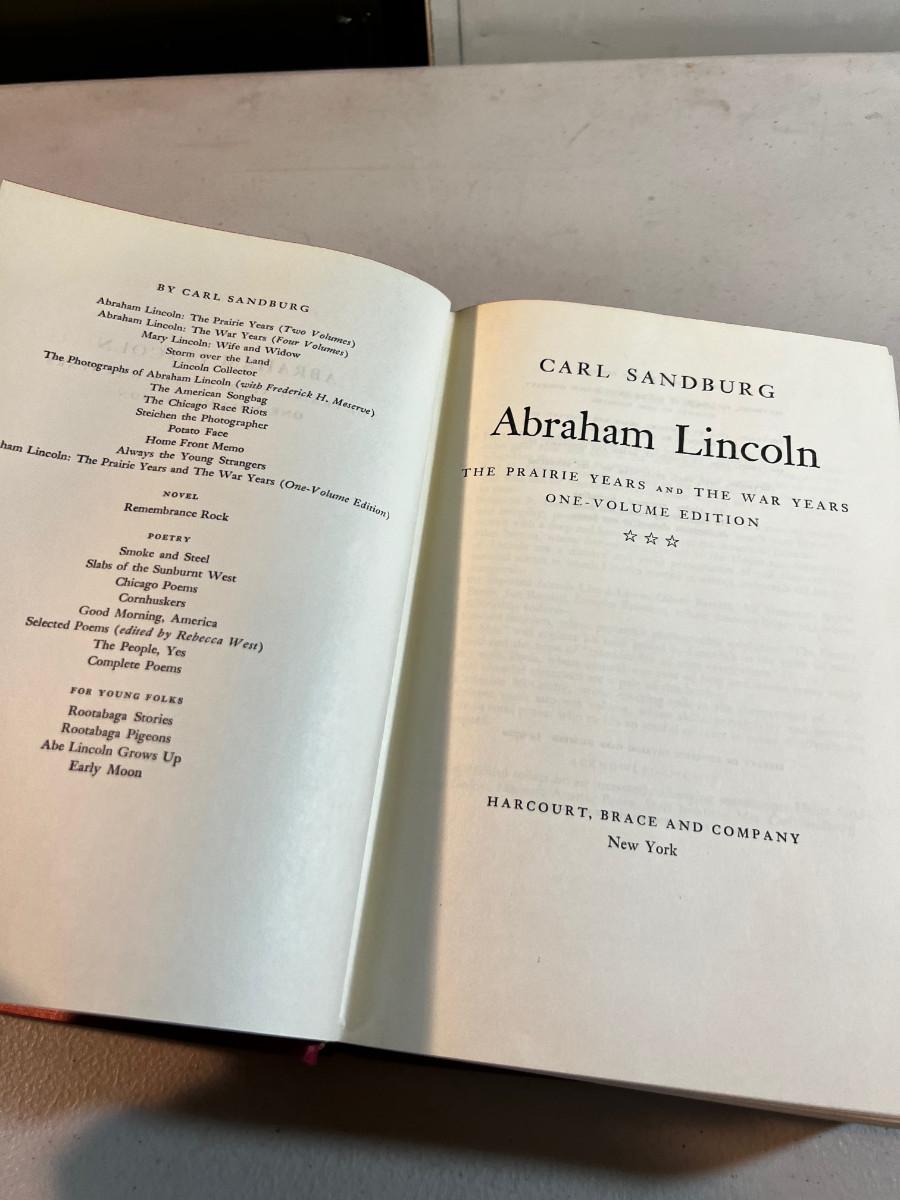 BY CARL SANDBURG
Abraham Lincoln: The Prairie Years (Two Volumes)
Abraham Lincoln: The War Years (Four Volumes)
Mary Lincoln: Wife and Widow
Storm over the Land
Lincoln Collector
The Photographs of Abraham Lincoln (with Frederick H. Meserve)
The American Songbag
The Chicago Race Riots
Steichen the Photographer
Potato Face
Home Front Memo
Always the Young Strangers
ham Lincoln: The Prairie Years and The War Years (One-Volume Edition)
NOVEL
Remembrance Rock
POETRY
Smoke and Steel
Slabs of the Sunburnt West
Chicago Poems
Cornhuskers
Good Morning, America
Selected Poems (edited by Rebecca West)
The People, Yes
Complete Poems
FOR YOUNG FOLKS
Rootabaga Stories
Rootabaga Pigeons
Abe Lincoln Grows Up
Early Moon
CARL SANDBURG
Abraham Lincoln
THE PRAIRIE YEARS AND THE WAR YEARS
ONE-VOLUME EDITION
☆ ☆ ☆
HARCOURT, BRACE AND COMPANY
New York